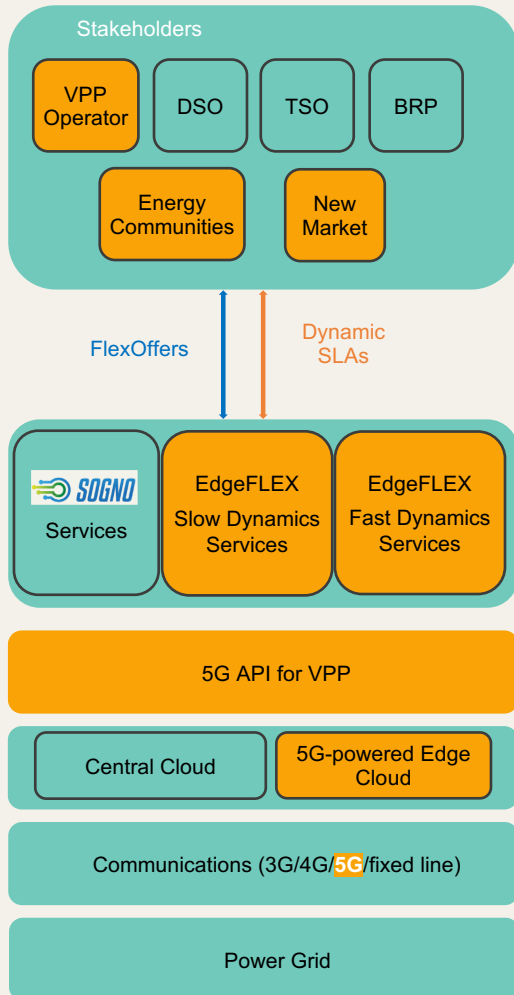 Stakeholders
VPP
Operator
DSO
TSO
BRP
Energy
Communities
New
Market
FlexOffers
Dynamic
SLAs
SOGNO
Services
EdgeFLEX
Slow Dynamics
Services
EdgeFLEX
Fast Dynamics
Services
5G API for VPP
Central Cloud
5G-powered Edge
Cloud
Communications (3G/4G/5G/fixed line)
Power Grid